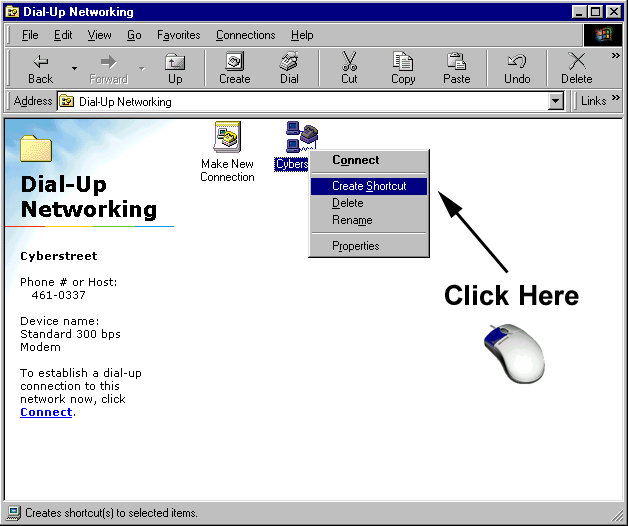 Dial-Up Networking
File Edit View Go Favorites Connections Help
Back Forward Up Create Dial Cut Copy Paste Undo Delete »
Address Dial-Up Networking Links »
Make New
Connection
Cybers
Connect
Create Shortcut
Delete
Rename
Properties
Click Here
Dial-Up
Networking
Cyberstreet
Phone # or Host:
461-0337
Device name:
Standard 300 bps
Modem
To establish a dial-up
connection to this
network now, click
Connect.
Creates shortcut(s) to selected items.